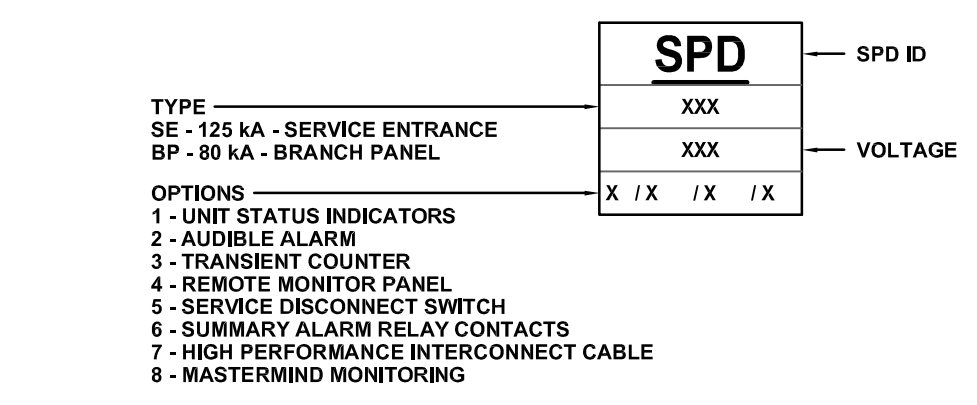 SPD
SPD ID
TYPE
XXX
SE - 125 kA - SERVICE ENTRANCE
BP - 80 kA - BRANCH PANEL
XXX
VOLTAGE
OPTIONS
X / X / X / X
1 - UNIT STATUS INDICATORS
2 - AUDIBLE ALARM
3 - TRANSIENT COUNTER
4 - REMOTE MONITOR PANEL
5 - SERVICE DISCONNECT SWITCH
6 - SUMMARY ALARM RELAY CONTACTS
7 - HIGH PERFORMANCE INTERCONNECT CABLE
8 - MASTERMIND MONITORING